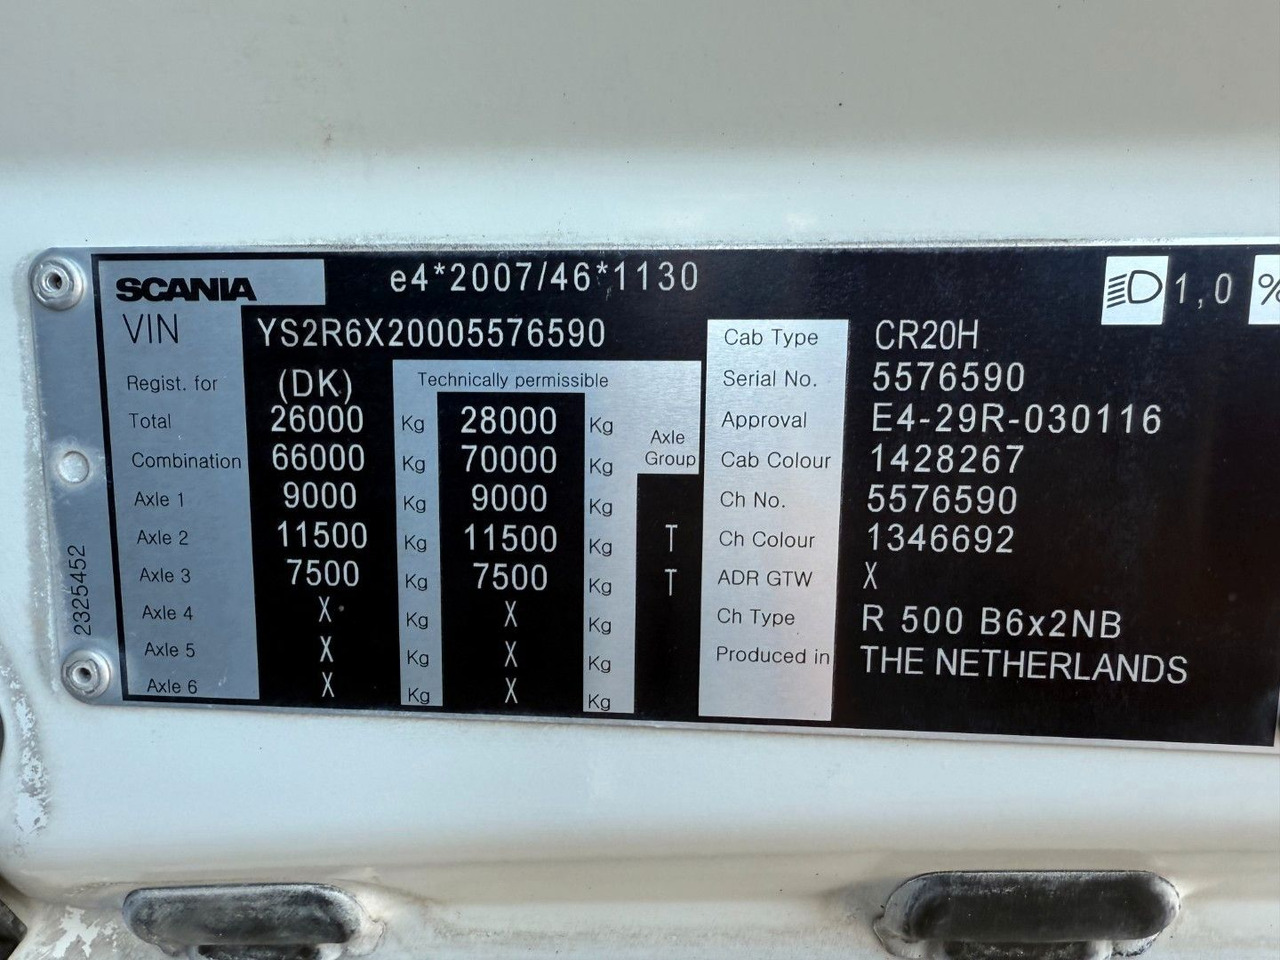 SCANIA e4*2007/46*1130 1,0 %
VIN YS2R6X20005576590
Regist. for (DK) Technically permissible
Total 26000 Kg 28000 Kg
Combination 66000 Kg 70000 Kg Axle Group
Axle 1 9000 Kg 9000 Kg
Axle 2 11500 Kg 11500 Kg T
Axle 3 7500 Kg 7500 Kg T
Axle 4 X Kg X Kg
Axle 5 X Kg X Kg
Axle 6 X Kg X Kg
Cab Type CR20H
Serial No. 5576590
Approval E4-29R-030116
Cab Colour 1428267
Ch No. 5576590
Ch Colour 1346692
ADR GTW X
Ch Type R 500 B6x2NB
Produced in THE NETHERLANDS
2325452